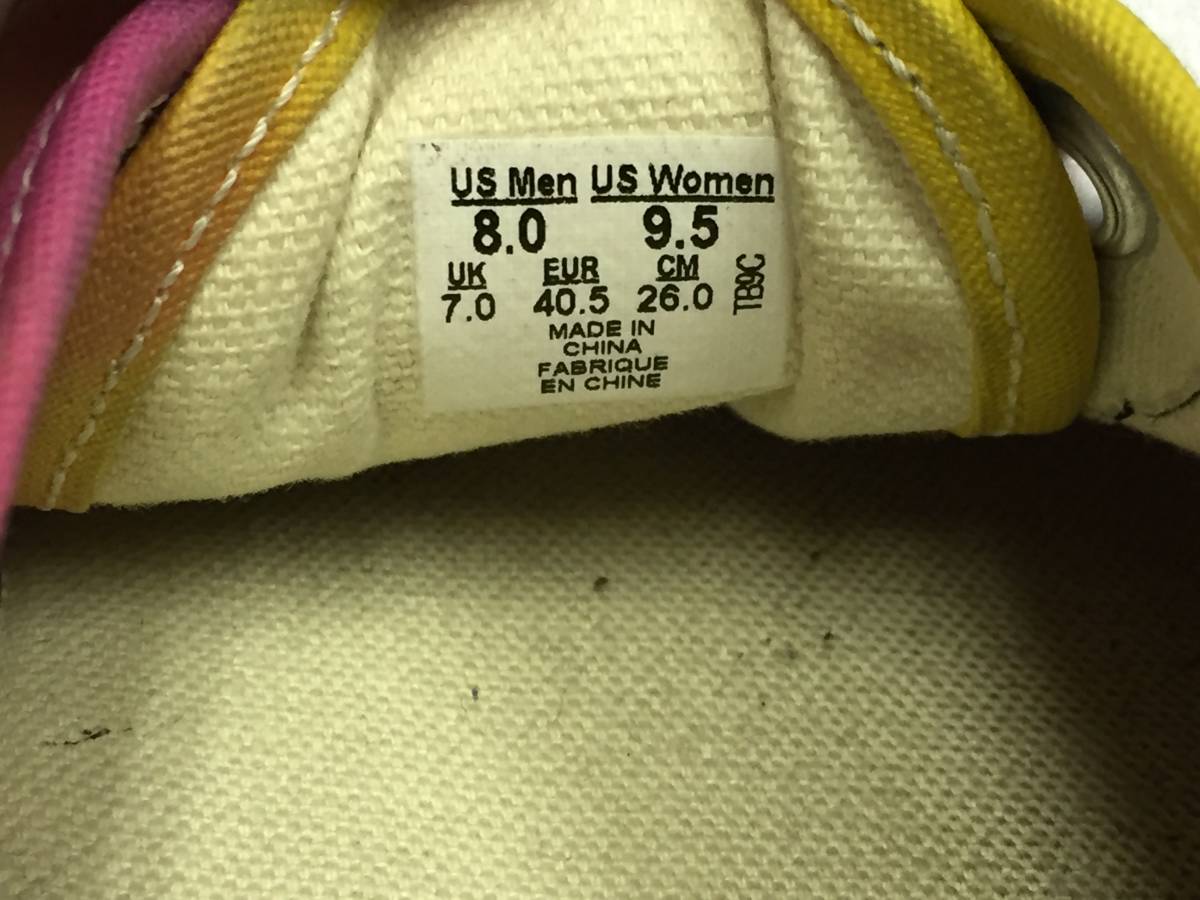 US Men US Women
8.0 9.5
UK EUR CM
7.0 40.5 26.0
TB9C
MADE IN
CHINA
FABRIQUE
EN CHINE